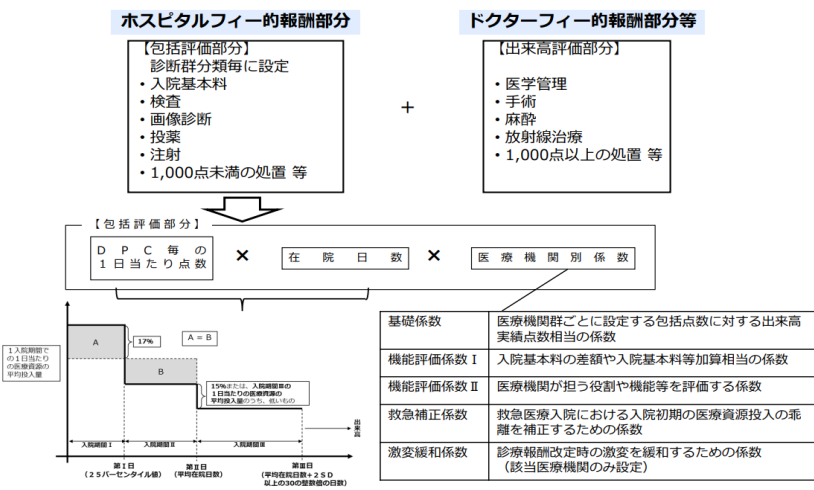 ホスピタルフィー的報酬部分
【包括評価部分】
診断群分類毎に設定
・入院基本料
・検査
・画像診断
・投薬
・注射
・1,000点未満の処置 等
+
ドクターフィー的報酬部分等
【出来高評価部分】
・医学管理
・手術
・麻酔
・放射線治療
・1,000点以上の処置 等
【包括評価部分】
DPC毎の
1日当たり点数
×
在院日数
×
医療機関別係数
1入院期間で
の1日当たり
の医療資源の
平均投入量
A
17%
A=B
B
15%または、入院期間Ⅲの
1日当たりの医療資源の
平均投入量のうち、低いもの
出来高
入院期間Ⅰ
入院期間Ⅱ
入院期間Ⅲ
第Ⅰ日
(25パーセンタイル値)
第Ⅱ日
(平均在院日数)
第Ⅲ日
(平均在院日数+2SD
以上の30の整数倍の日数)
基礎係数
医療機関群ごとに設定する包括点数に対する出来高
実績点数相当の係数
機能評価係数Ⅰ
入院基本料の差額や入院基本料等加算相当の係数
機能評価係数Ⅱ
医療機関が担う役割や機能等を評価する係数
救急補正係数
救急医療入院における入院初期の医療資源投入の乖
離を補正するための係数
激変緩和係数
診療報酬改定時の激変を緩和するための係数
(該当医療機関のみ設定)